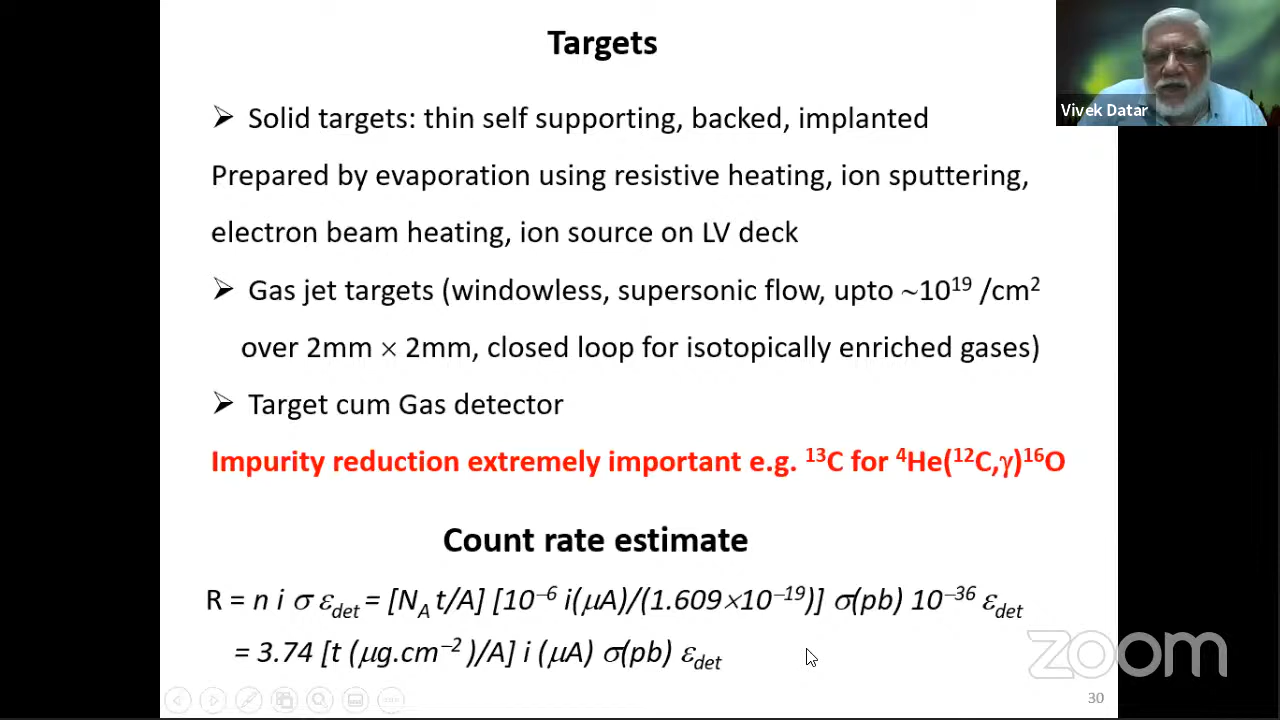 Targets
Vivek Datar
➢ Solid targets: thin self supporting, backed, implanted
Prepared by evaporation using resistive heating, ion sputtering,
electron beam heating, ion source on LV deck
➢ Gas jet targets (windowless, supersonic flow, upto ~10¹⁹ /cm²
over 2mm × 2mm, closed loop for isotopically enriched gases)
➢ Target cum Gas detector
Impurity reduction extremely important e.g. ¹³C for ⁴He(¹²C,γ)¹⁶O
Count rate estimate
R = n i σ ε_det = [N_A t/A] [10⁻⁶ i(μA)/(1.609×10⁻¹⁹)] σ(pb) 10⁻³⁶ ε_det
= 3.74 [t (μg.cm⁻² )/A] i (μA) σ(pb) ε_det
zoom
30